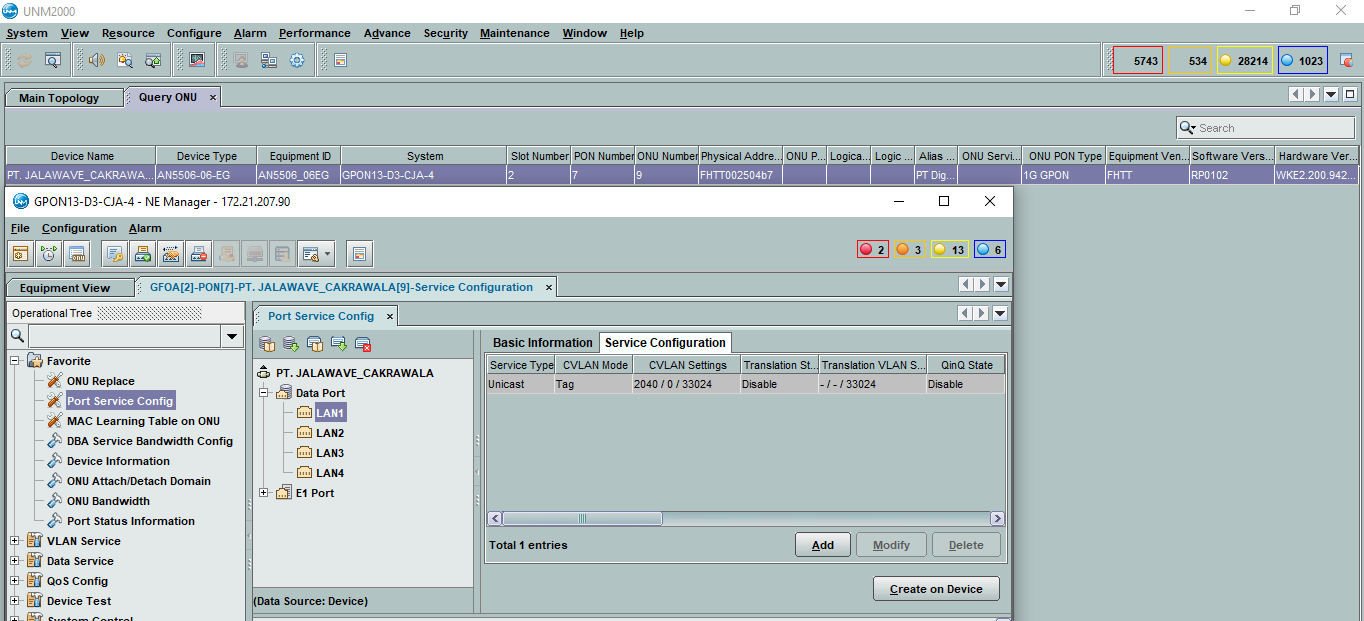 UNM2000
System View Resource Configure Alarm Performance Advance Security Maintenance Window Help
5743 534 28214 1023
Main Topology Query ONU
Search
Device Name Device Type Equipment ID System Slot Number PON Number ONU Number Physical Addre... ONU P... Logica... Logic ... Alias ... ONU Servi... ONU PON Type Equipment Ven... Software Vers... Hardware Ver...
PT. JALAWAVE_CAKRAWA... AN5506-06-EG AN5506_06EG GPON13-D3-CJA-4 2 7 9 FHTT002504b7 PT Dig... 1G GPON FHTT RP0102 WKE2.200.942...
GPON13-D3-CJA-4 - NE Manager - 172.21.207.90
File Configuration Alarm
2 3 13 6
Equipment View GFOA[2]-PON[7]-PT. JALAWAVE_CAKRAWALA[9]-Service Configuration
Operational Tree
Favorite
ONU Replace
Port Service Config
MAC Learning Table on ONU
DBA Service Bandwidth Config
Device Information
ONU Attach/Detach Domain
ONU Bandwidth
Port Status Information
VLAN Service
Data Service
QoS Config
Device Test
System Control
Port Service Config
PT. JALAWAVE_CAKRAWALA
Data Port
LAN1
LAN2
LAN3
LAN4
E1 Port
(Data Source: Device)
Basic Information Service Configuration
Service Type CVLAN Mode CVLAN Settings Translation St... Translation VLAN S... QinQ State
Unicast Tag 2040 / 0 / 33024 Disable - / - / 33024 Disable
Total 1 entries
Add Modify Delete
Create on Device